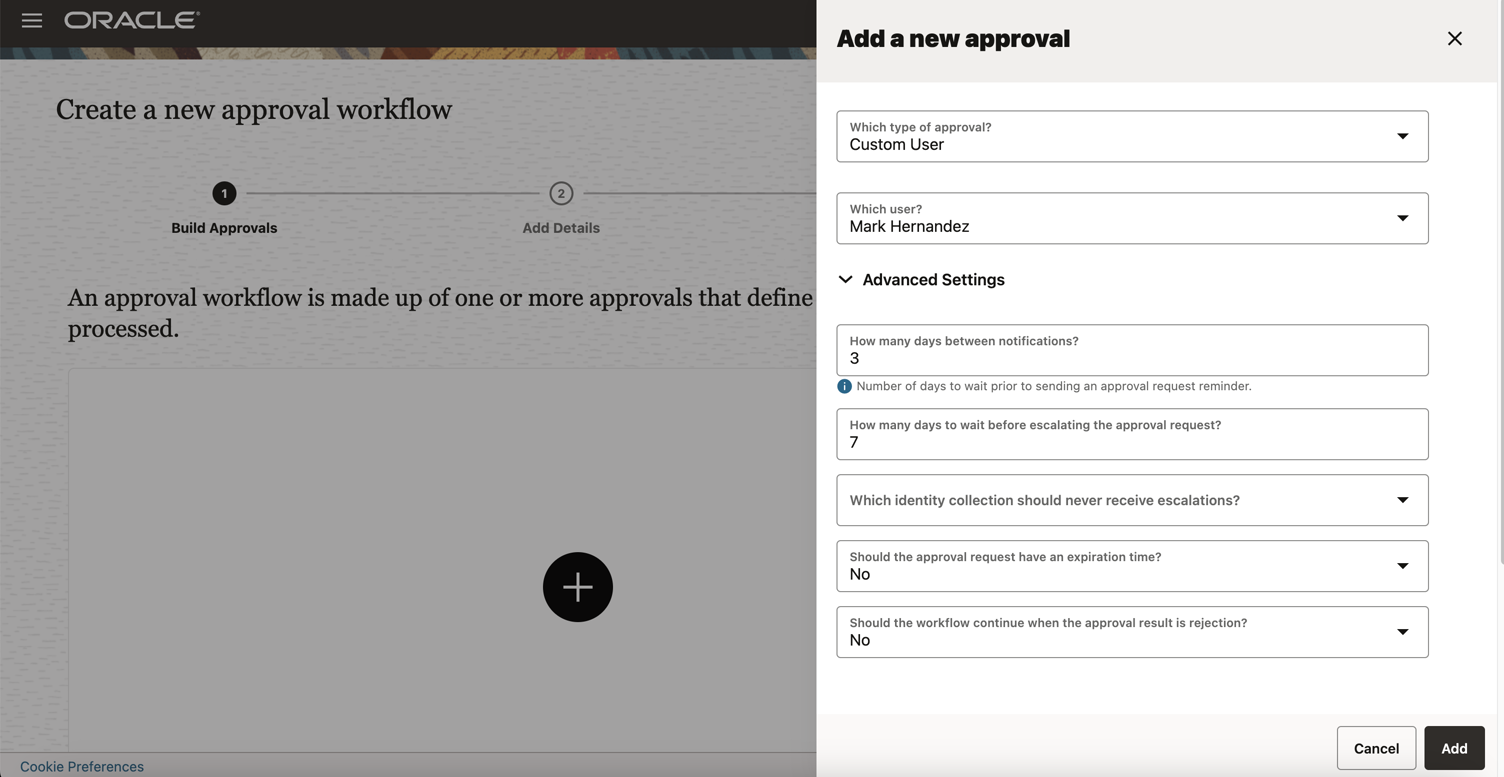 ORACLE®
Create a new approval workflow
1
2
Build Approvals
Add Details
An approval workflow is made up of one or more approvals that define
processed.
Cookie Preferences
Add a new approval
Which type of approval?
Custom User
Which user?
Mark Hernandez
Advanced Settings
How many days between notifications?
3
Number of days to wait prior to sending an approval request reminder.
How many days to wait before escalating the approval request?
7
Which identity collection should never receive escalations?
Should the approval request have an expiration time?
No
Should the workflow continue when the approval result is rejection?
No
Cancel
Add